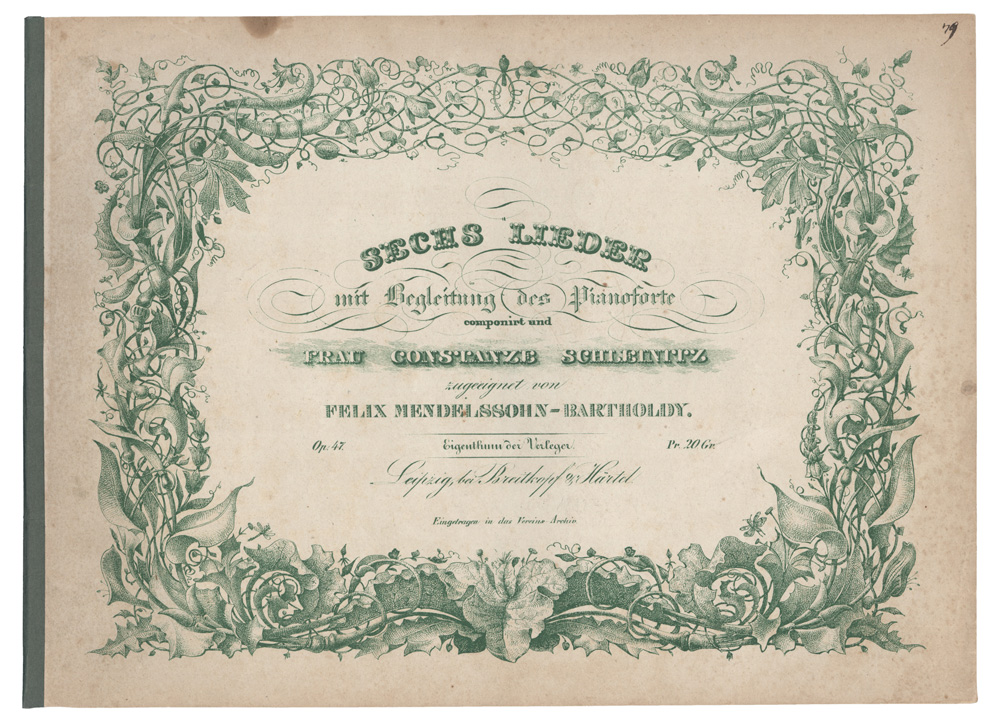 79
SECHS LIEDER
mit Begleitung des Pianoforte
componirt und
FRAU CONSTANZE SCHLEINITZ
zugeeignet von
FELIX MENDELSSOHN-BARTHOLDY.
Op. 47. Eigenthum der Verleger. Pr. 20 Gr.
Leipzig, bei Breitkopf & Härtel.
Eingetragen in das Vereins-Archiv.